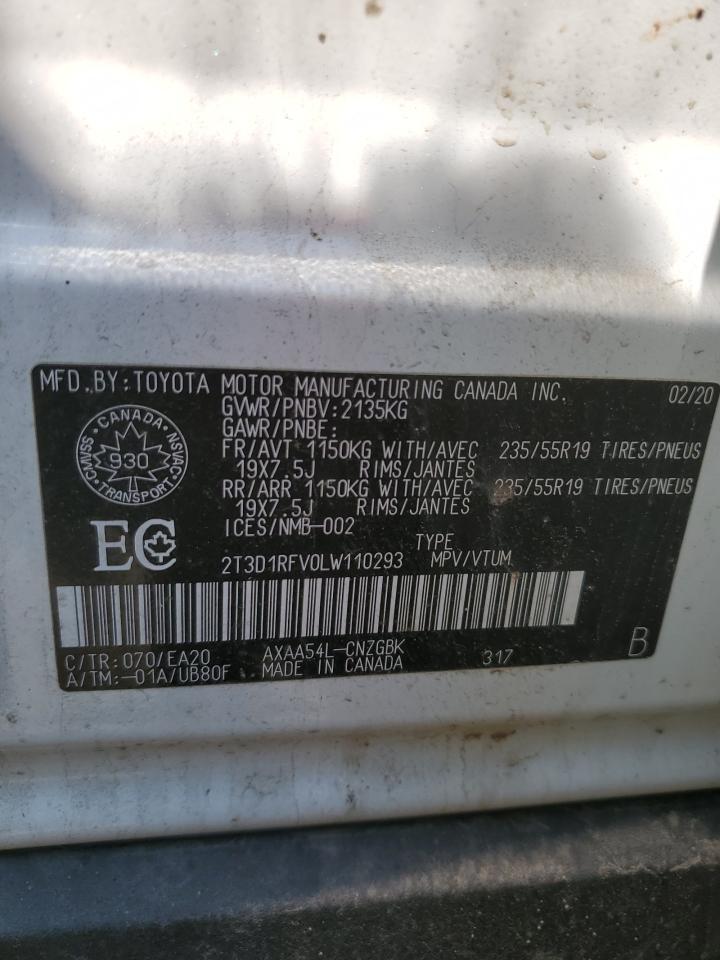 MFD.BY:TOYOTA MOTOR MANUFACTURING CANADA INC. 02/20
GVWR/PNBV:2135KG
GAWR/PNBE:
FR/AVT 1150KG WITH/AVEC 235/55R19 TIRES/PNEUS
19X7.5J RIMS/JANTES
RR/ARR 1150KG WITH/AVEC 235/55R19 TIRES/PNEUS
19X7.5J RIMS/JANTES
ICES/NMB-002
CANADA
CMVSS
930
NSVAC
TRANSPORT
EC
TYPE
2T3D1RFV0LW110293 MPV/VTUM
C/TR:070/EA20 AXAA54L-CNZGBK 317 B
A/TM:-01A/UB80F MADE IN CANADA